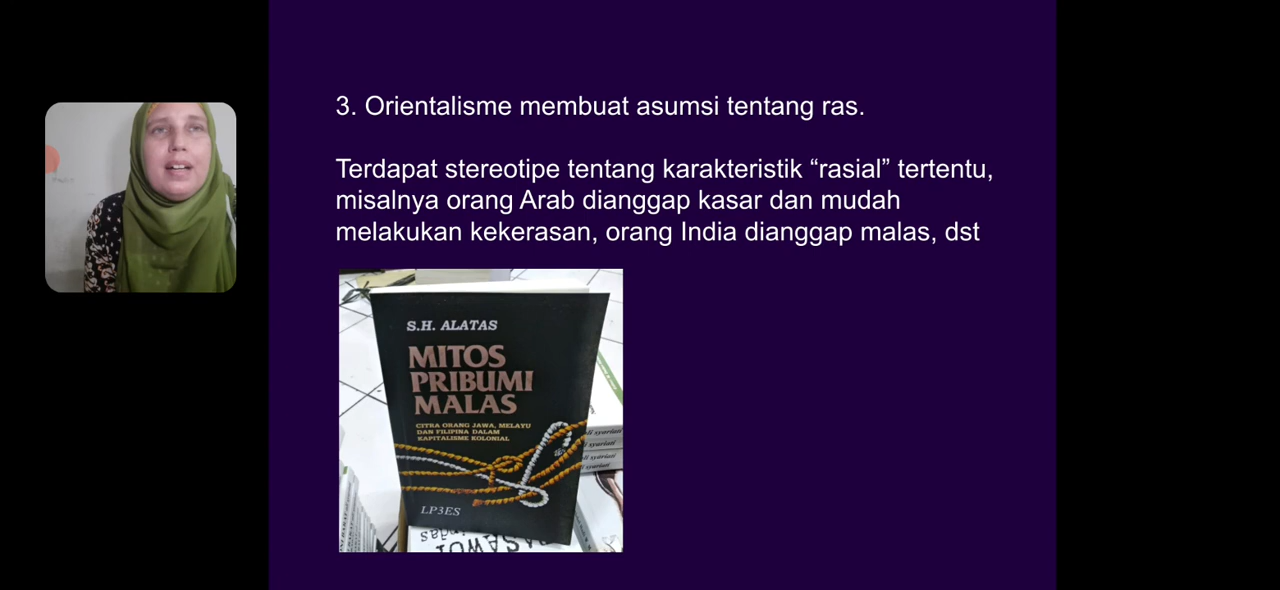 3. Orientalisme membuat asumsi tentang ras.
Terdapat stereotipe tentang karakteristik “rasial” tertentu,
misalnya orang Arab dianggap kasar dan mudah
melakukan kekerasan, orang India dianggap malas, dst
S.H. ALATAS
MITOS
PRIBUMI
MALAS
CITRA ORANG JAWA, MELAYU
DAN FILIPINA DALAM
KAPITALISME KOLONIAL
LP3ES